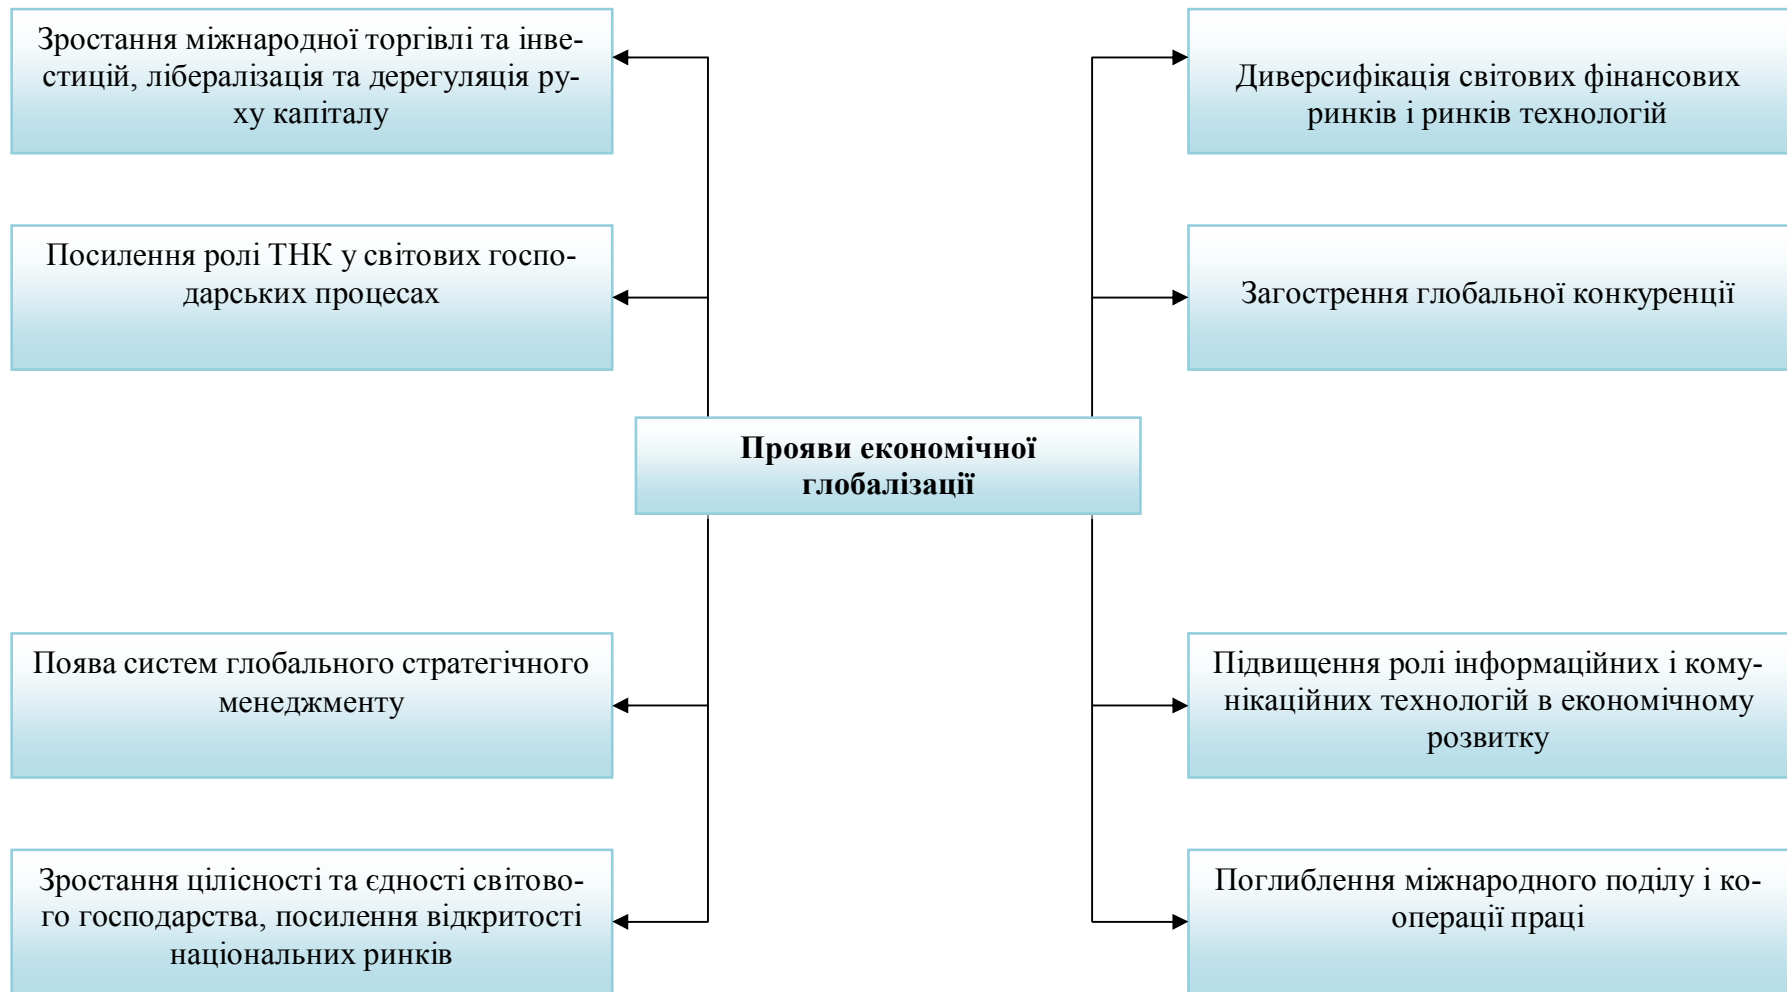 Зростання міжнародної торгівлі та інве-
стицій, лібералізація та дерегуляція ру-
ху капіталу
Диверсифікація світових фінансових
ринків і ринків технологій
Посилення ролі ТНК у світових госпо-
дарських процесах
Загострення глобальної конкуренції
Прояви економічної
глобалізації
Поява систем глобального стратегічного
менеджменту
Підвищення ролі інформаційних і кому-
нікаційних технологій в економічному
розвитку
Зростання цілісності та єдності світово-
го господарства, посилення відкритості
національних ринків
Поглиблення міжнародного поділу і ко-
операції праці